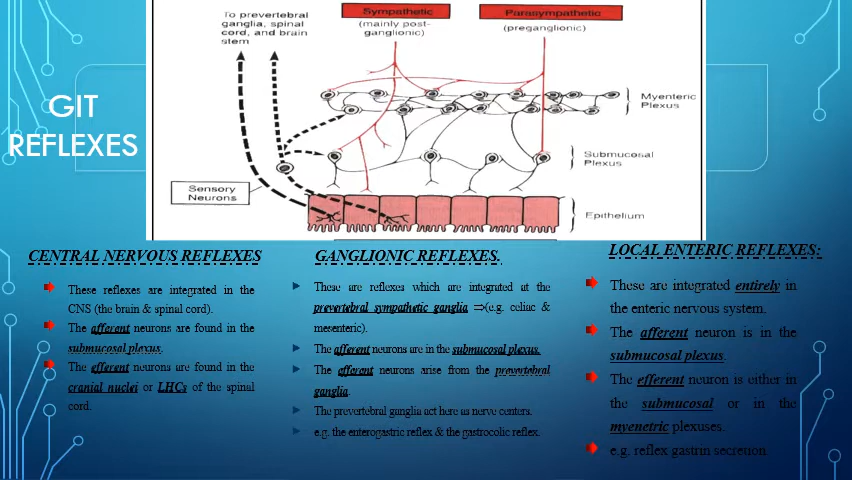 GIT
REFLEXES
To prevertebral
ganglia, spinal
cord, and brain
stem
Sympathetic
(mainly post-
ganglionic)
Parasympathetic
(preganglionic)
Myenteric
Plexus
Submucosal
Plexus
Sensory
Neurons
Epithelium
CENTRAL NERVOUS REFLEXES
These reflexes are integrated in the
CNS (the brain & spinal cord).
The afferent neurons are found in the
submucosal plexus.
The efferent neurons are found in the
cranial nuclei or LHCs of the spinal
cord.
GANGLIONIC REFLEXES.
These are reflexes which are integrated at the
prevertebral sympathetic ganglia ⇒(e.g. celiac &
mesenteric).
The afferent neurons are in the submucosal plexus.
The afferent neurons arise from the prevertebral
ganglia.
The prevertebral ganglia act here as nerve centers.
e.g. the enterogastric reflex & the gastrocolic reflex.
LOCAL ENTERIC REFLEXES:
These are integrated entirely in
the enteric nervous system.
The afferent neuron is in the
submucosal plexus.
The efferent neuron is either in
the submucosal or in the
myenetric plexuses.
e.g. reflex gastrin secretion.